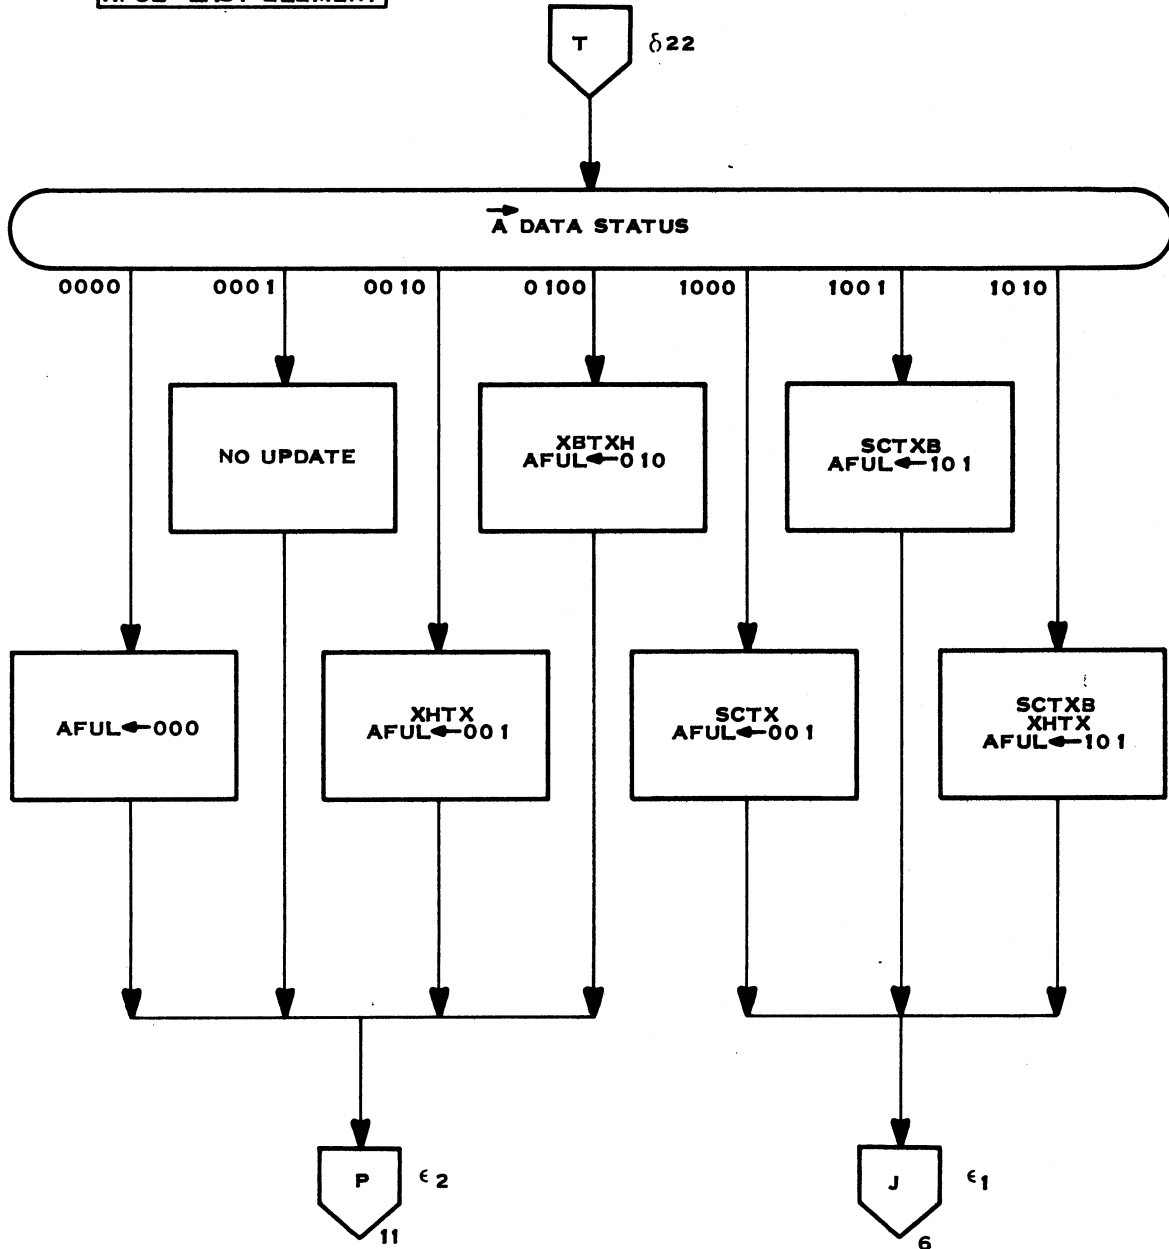 T δ22
A DATA STATUS
0000 0001 0010 0100 1000 1001 1010
NO UPDATE
XBTXH
AFUL←010
SCTXB
AFUL←101
AFUL←000
XHTX
AFUL←001
SCTX
AFUL←001
SCTXB
XHTX
AFUL←101
P ϵ2
11
J ϵ1
6